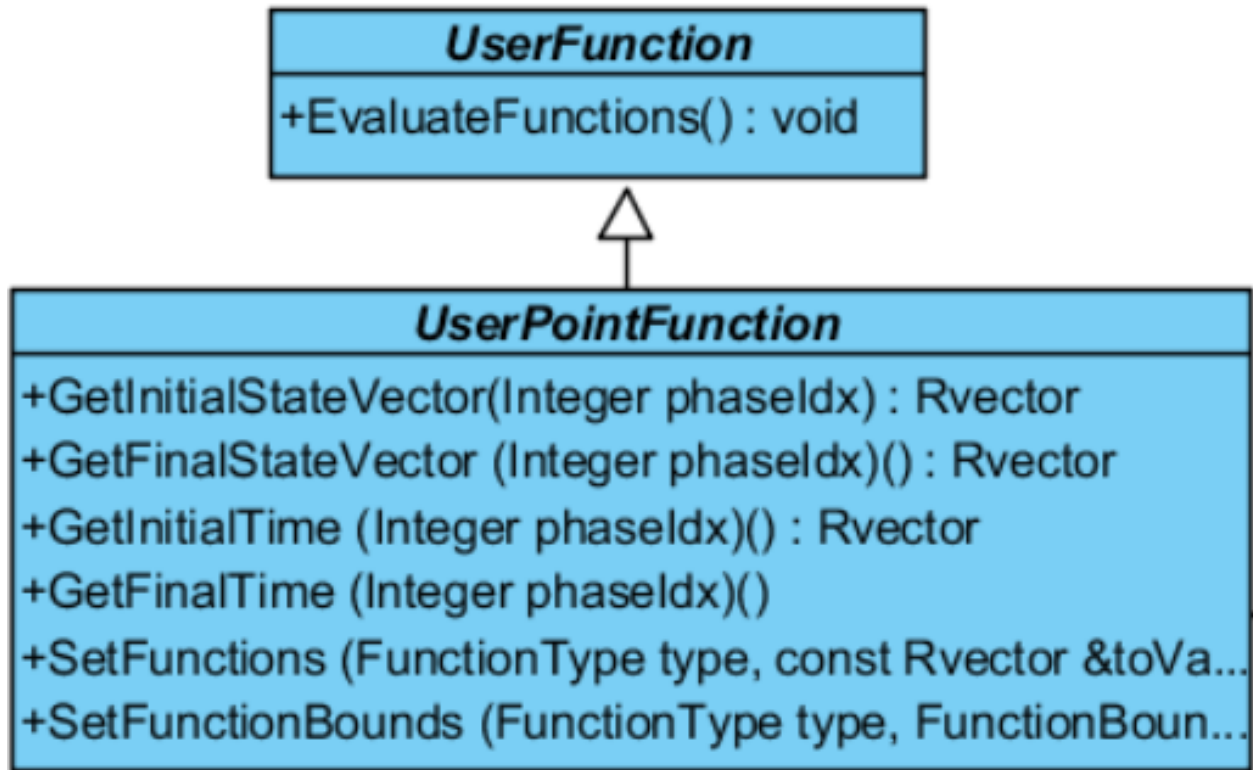 UserFunction
+EvaluateFunctions() : void
UserPointFunction
+GetInitialStateVector(Integer phaseIdx) : Rvector
+GetFinalStateVector (Integer phaseIdx)() : Rvector
+GetInitialTime (Integer phaseIdx)() : Rvector
+GetFinalTime (Integer phaseIdx)()
+SetFunctions (FunctionType type, const Rvector &toVa...
+SetFunctionBounds (FunctionType type, FunctionBoun...